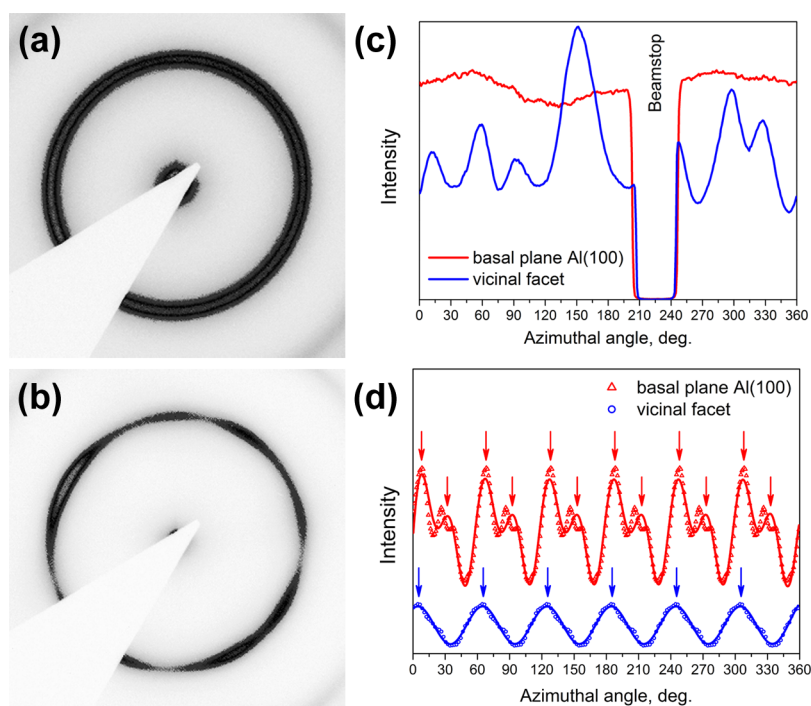 (a)
(b)
(c)
Intensity
Beamstop
basal plane Al(100)
vicinal facet
0 30 60 90 120 150 180 210 240 270 300 330 360
Azimuthal angle, deg.
(d)
Intensity
basal plane Al(100)
vicinal facet
0 30 60 90 120 150 180 210 240 270 300 330 360
Azimuthal angle, deg.